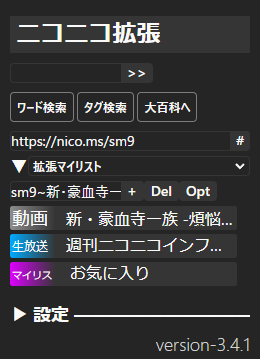 ニコニコ拡張
>>
ワード検索 タグ検索 大百科へ
https://nico.ms/sm9 #
▼ 拡張マイリスト
sm9~新･豪血寺一 + Del Opt
動画 新・豪血寺一族 -煩悩...
生放送 週刊ニコニコインフ...
マイリス お気に入り
▶ 設定
version-3.4.1